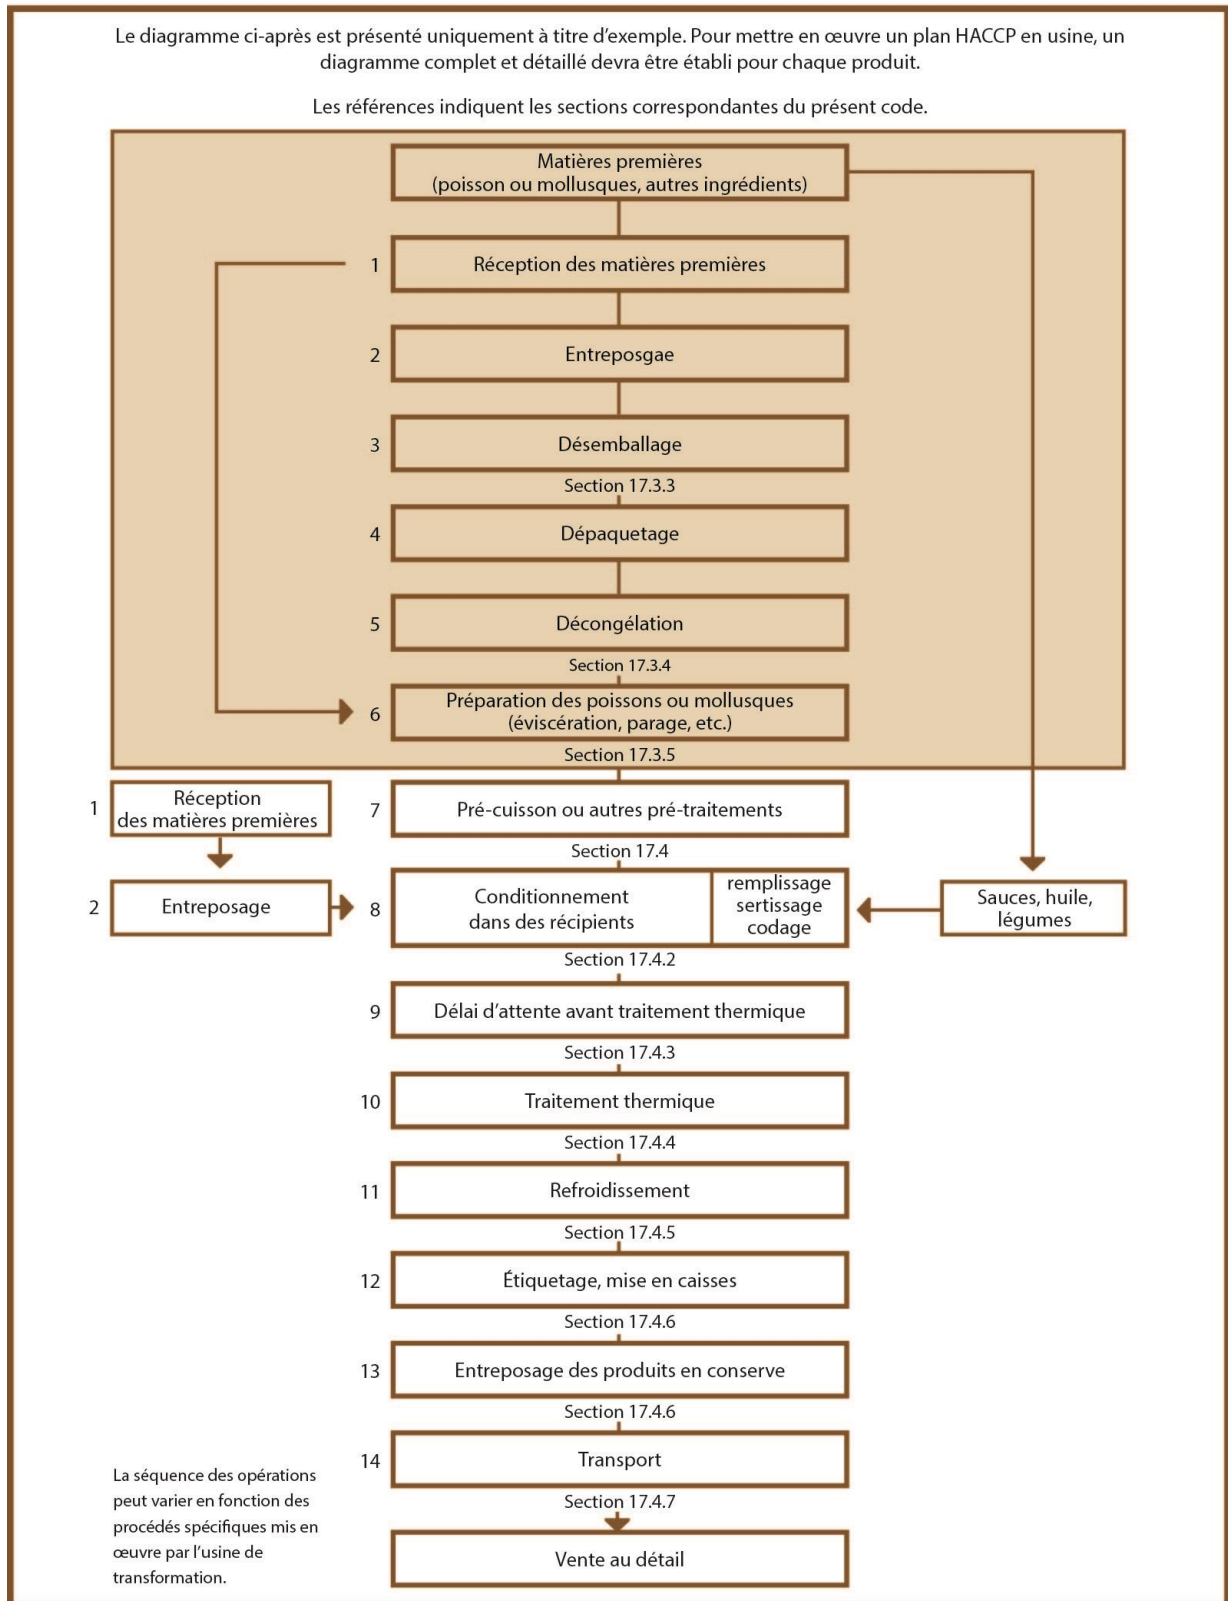 Le diagramme ci-après est présenté uniquement à titre d’exemple. Pour mettre en œuvre un plan HACCP en usine, un
diagramme complet et détaillé devra être établi pour chaque produit.
Les références indiquent les sections correspondantes du présent code.
Matières premières
(poisson ou mollusques, autres ingrédients)
1
Réception des matières premières
2
Entreposgae
3
Désemballage
Section 17.3.3
4
Dépaquetage
5
Décongélation
Section 17.3.4
6
Préparation des poissons ou mollusques
(éviscération, parage, etc.)
Section 17.3.5
1
Réception
des matières premières
7
Pré-cuisson ou autres pré-traitements
Section 17.4
2
Entreposage
8
Conditionnement
dans des récipients
remplissage
sertissage
codage
Sauces, huile,
légumes
Section 17.4.2
9
Délai d’attente avant traitement thermique
Section 17.4.3
10
Traitement thermique
Section 17.4.4
11
Refroidissement
Section 17.4.5
12
Étiquetage, mise en caisses
Section 17.4.6
13
Entreposage des produits en conserve
Section 17.4.6
14
Transport
Section 17.4.7
Vente au détail
La séquence des opérations
peut varier en fonction des
procédés spécifiques mis en
œuvre par l’usine de
transformation.